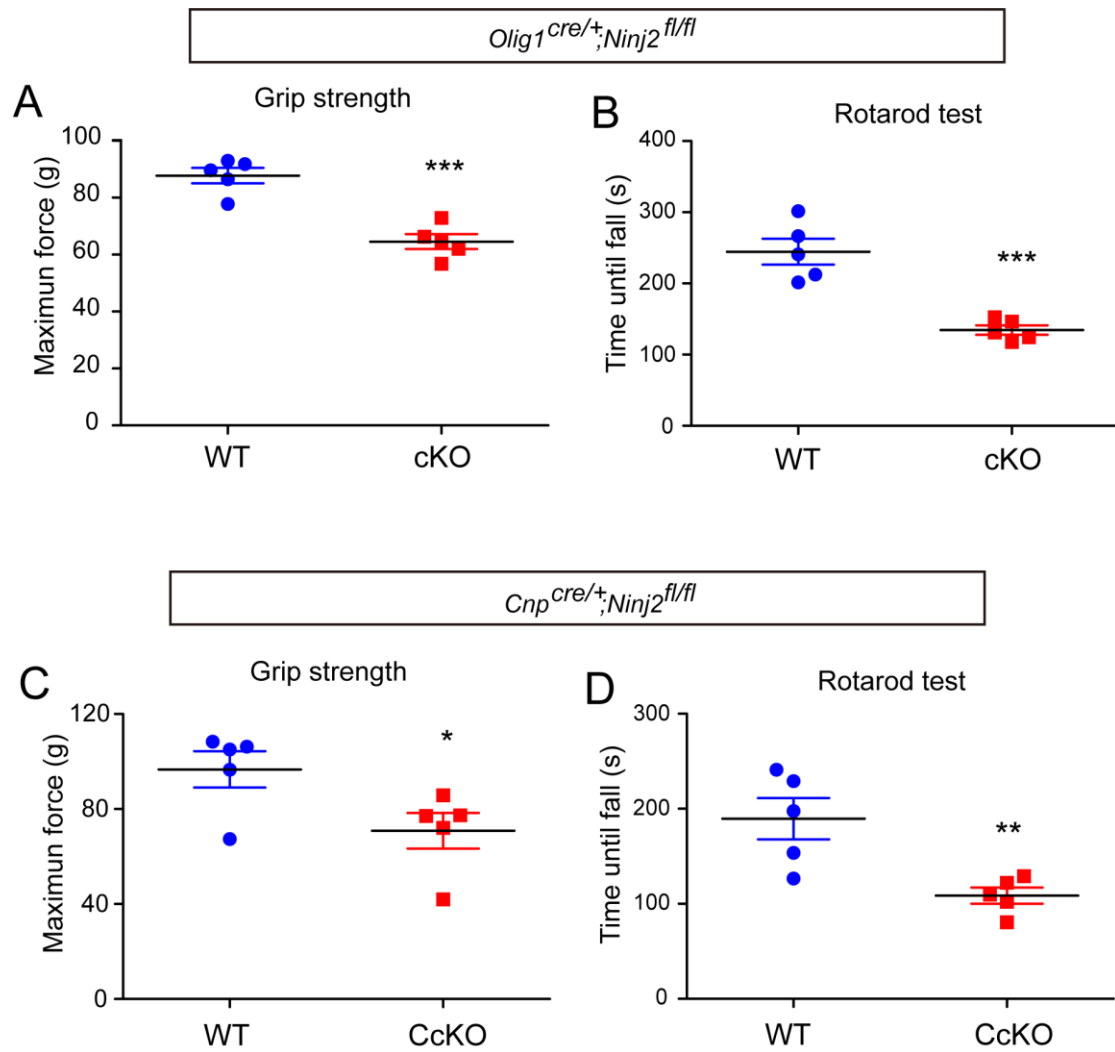 Olig1cre/+;Ninj2fl/fl
A
Grip strength
Maximun force (g)
100
80
60
40
20
0
***
WT
cKO
B
Rotarod test
Time until fall (s)
400
300
200
100
0
***
WT
cKO
Cnpcre/+;Ninj2fl/fl
C
Grip strength
Maximun force (g)
120
80
40
0
*
WT
CcKO
D
Rotarod test
Time until fall (s)
300
200
100
0
**
WT
CcKO